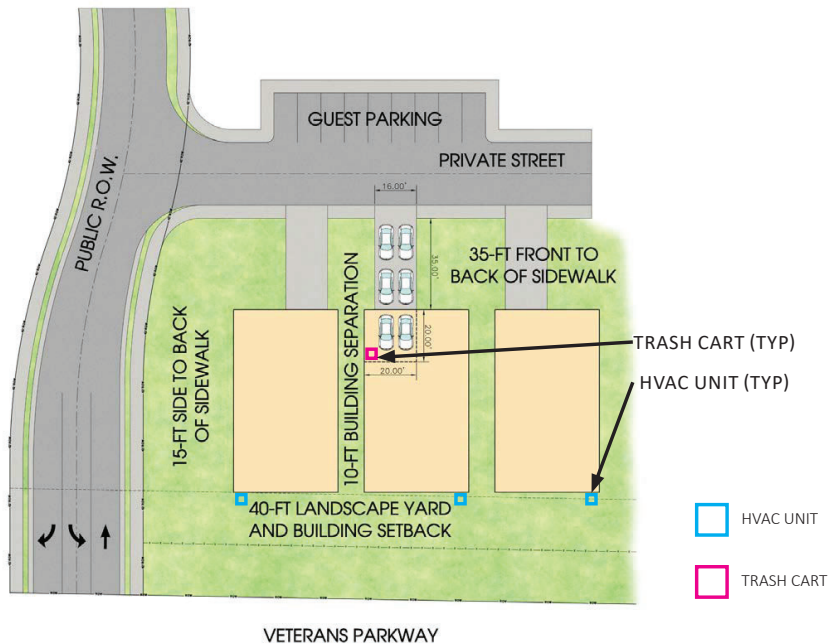 GUEST PARKING
PRIVATE STREET
PUBLIC R.O.W.
16.00'
35.00'
35-FT FRONT TO
BACK OF SIDEWALK
15-FT SIDE TO BACK
OF SIDEWALK
10-FT BUILDING SEPARATION
20.00'
20.00'
TRASH CART (TYP)
HVAC UNIT (TYP)
40-FT LANDSCAPE YARD
AND BUILDING SETBACK
HVAC UNIT
TRASH CART
VETERANS PARKWAY